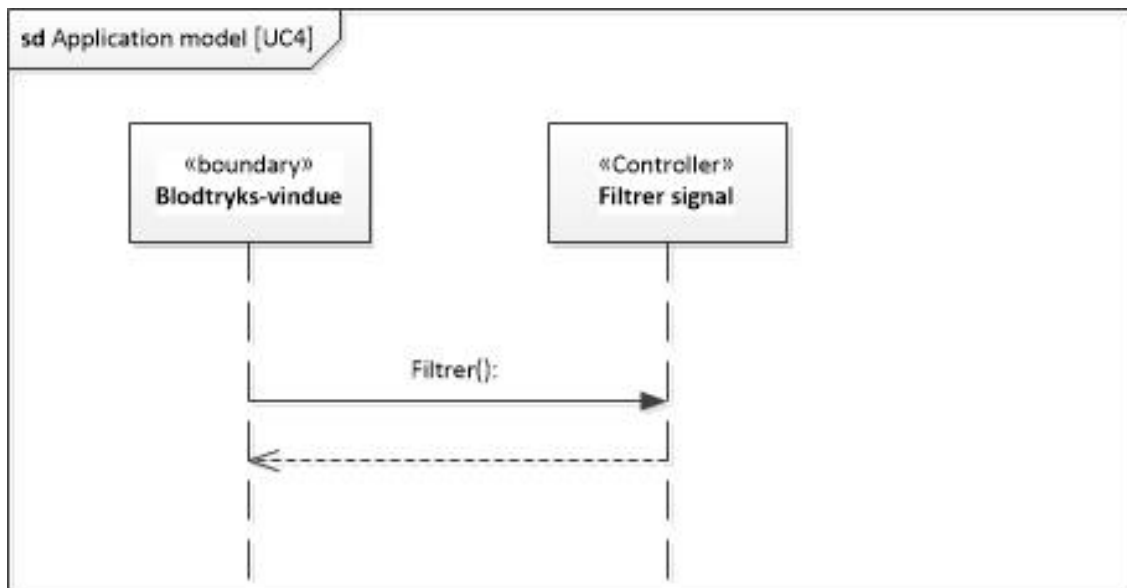 sd Application model [UC4]
«boundary»
Blodtryks-vindue
«Controller»
Filtrer signal
Filtrer():